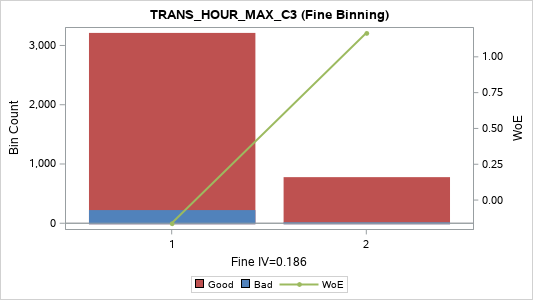 TRANS_HOUR_MAX_C3 (Fine Binning)
3,000
2,000
1,000
0
Bin Count
1.00
0.75
0.50
0.25
0.00
WoE
1 2
Fine IV=0.186
Good Bad WoE